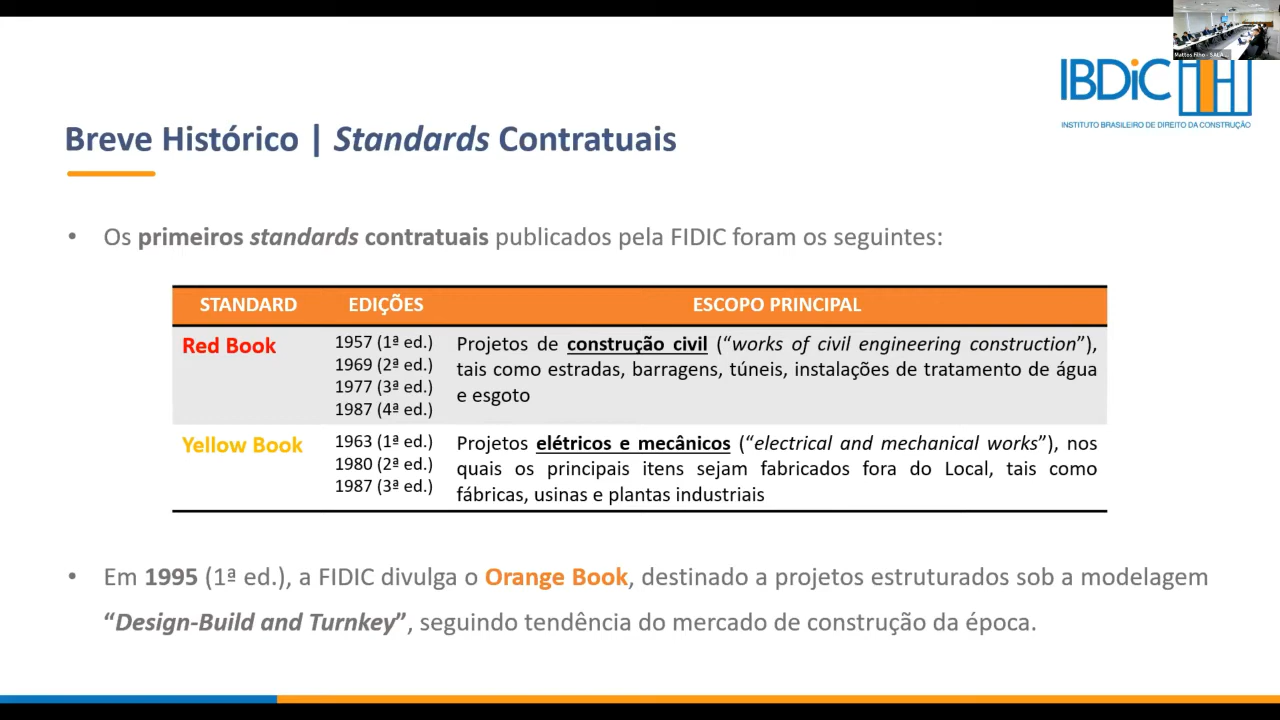 Mattos Filho - SALA
IBDiC
INSTITUTO BRASILEIRO DE DIREITO DA CONSTRUÇÃO
Breve Histórico | Standards Contratuais
• Os primeiros standards contratuais publicados pela FIDIC foram os seguintes:
STANDARD EDIÇÕES ESCOPO PRINCIPAL
Red Book
1957 (1ª ed.)
1969 (2ª ed.)
1977 (3ª ed.)
1987 (4ª ed.)
Projetos de construção civil (“works of civil engineering construction”),
tais como estradas, barragens, túneis, instalações de tratamento de água
e esgoto
Yellow Book
1963 (1ª ed.)
1980 (2ª ed.)
1987 (3ª ed.)
Projetos elétricos e mecânicos (“electrical and mechanical works”), nos
quais os principais itens sejam fabricados fora do Local, tais como
fábricas, usinas e plantas industriais
• Em 1995 (1ª ed.), a FIDIC divulga o Orange Book, destinado a projetos estruturados sob a modelagem
“Design-Build and Turnkey”, seguindo tendência do mercado de construção da época.